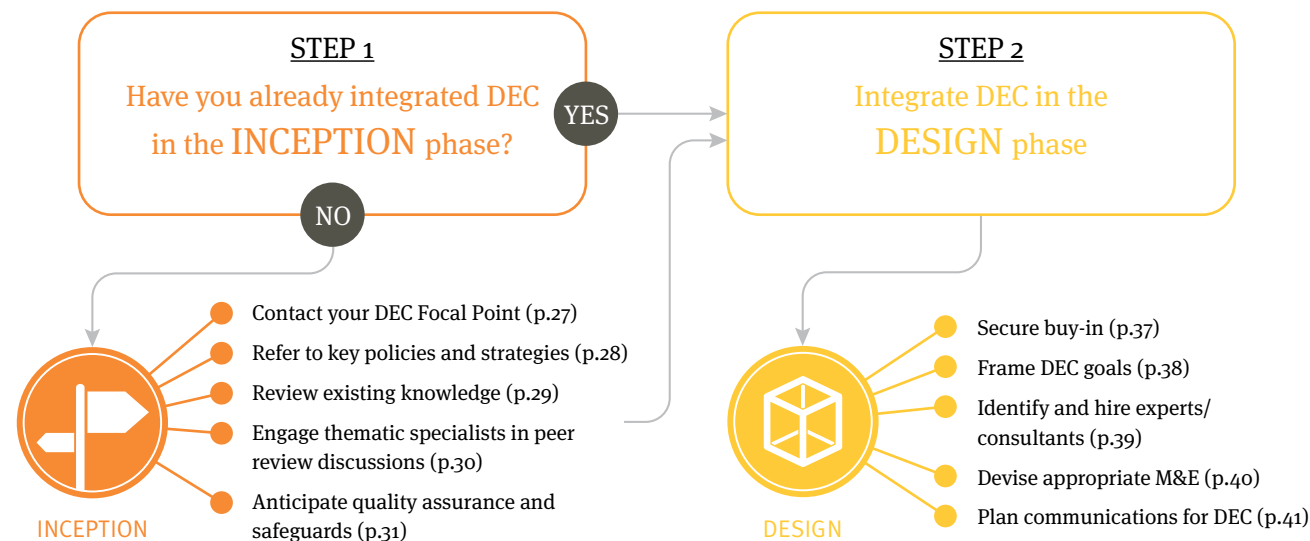 STEP 1
Have you already integrated DEC
in the INCEPTION phase?
YES
NO
STEP 2
Integrate DEC in the
DESIGN phase
Contact your DEC Focal Point (p.27)
Refer to key policies and strategies (p.28)
Review existing knowledge (p.29)
Engage thematic specialists in peer
review discussions (p.30)
Anticipate quality assurance and
safeguards (p.31)
INCEPTION
Secure buy-in (p.37)
Frame DEC goals (p.38)
Identify and hire experts/
consultants (p.39)
Devise appropriate M&E (p.40)
Plan communications for DEC (p.41)
DESIGN